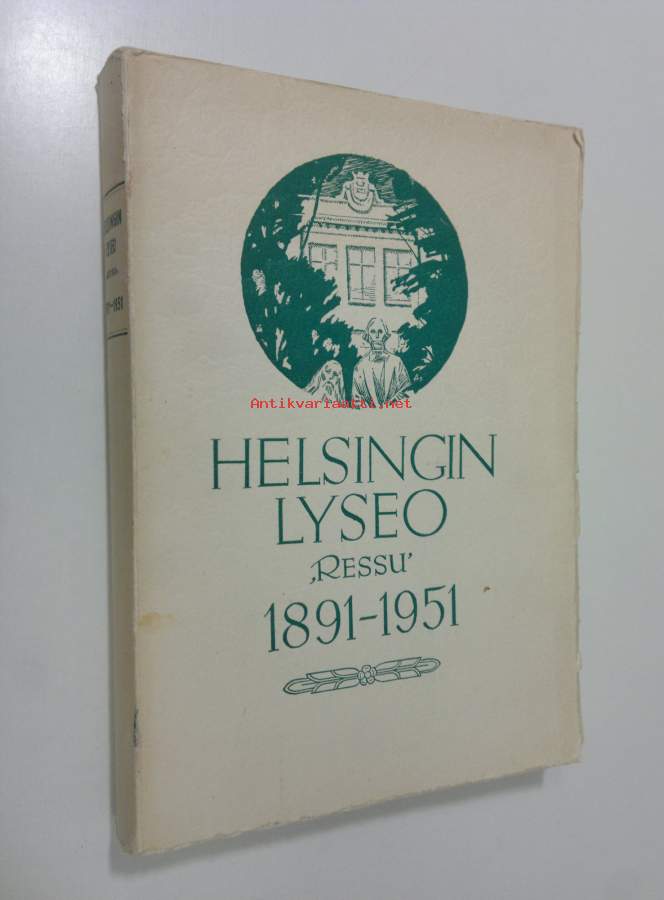 Antikvariaatti.net
HELSINGIN
LYSEO
‚RESSU’
1891–1951